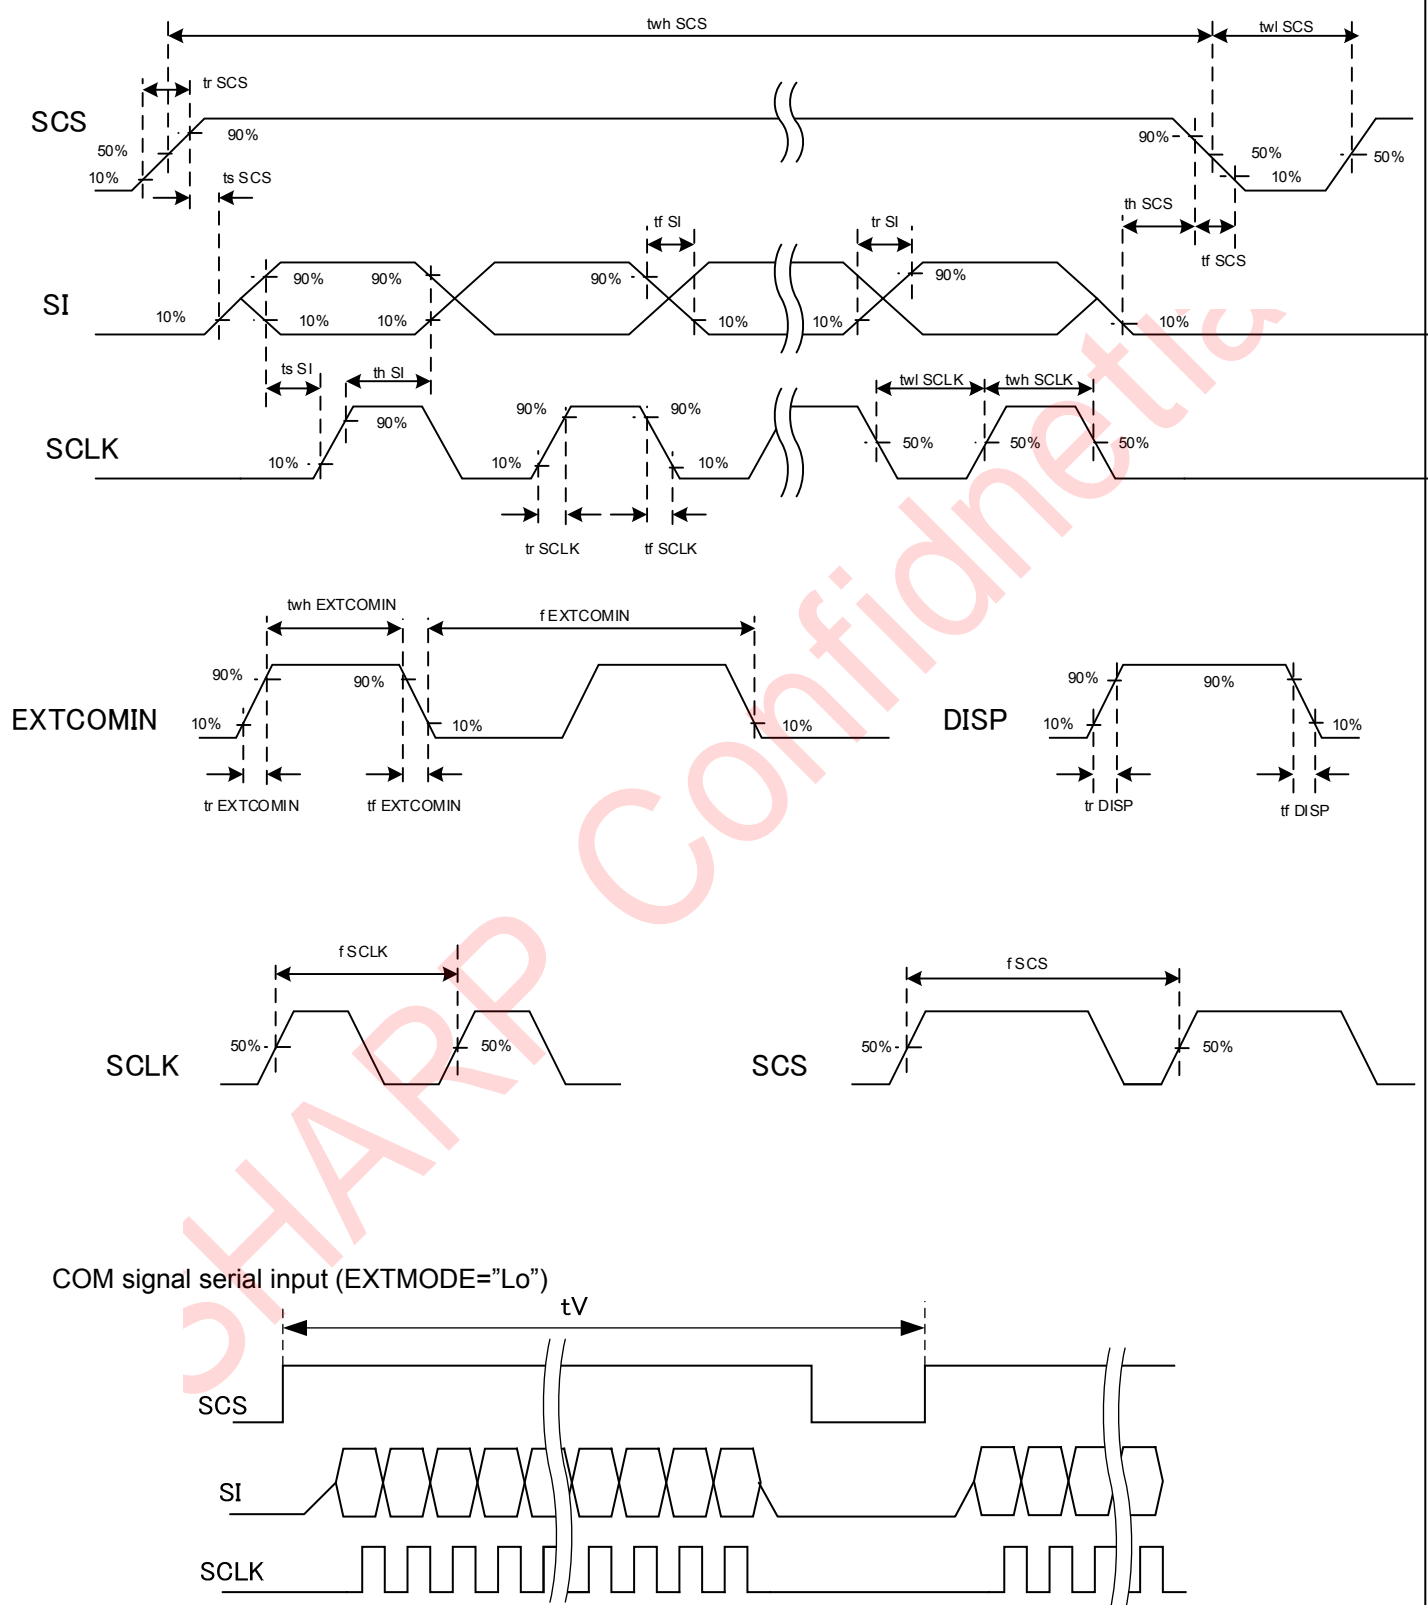 twh SCS
twl SCS
tr SCS
SCS
90%
50%
10%
90%
50%
10%
50%
ts SCS
th SCS
tf SCS
tf SI
tr SI
SI
10%
90%
10%
90%
10%
90%
10%
10%
90%
10%
ts SI
th SI
twl SCLK
twh SCLK
SCLK
10%
90%
90%
10%
90%
10%
50%
50%
50%
tr SCLK
tf SCLK
twh EXTCOMIN
f EXTCOMIN
EXTCOMIN
90%
10%
90%
10%
10%
tr EXTCOMIN
tf EXTCOMIN
DISP
90%
10%
90%
10%
tr DISP
tf DISP
f SCLK
SCLK
50%
50%
f SCS
SCS
50%
50%
COM signal serial input (EXTMODE=”Lo”)
tV
SCS
SI
SCLK
SHARP Confidnetia